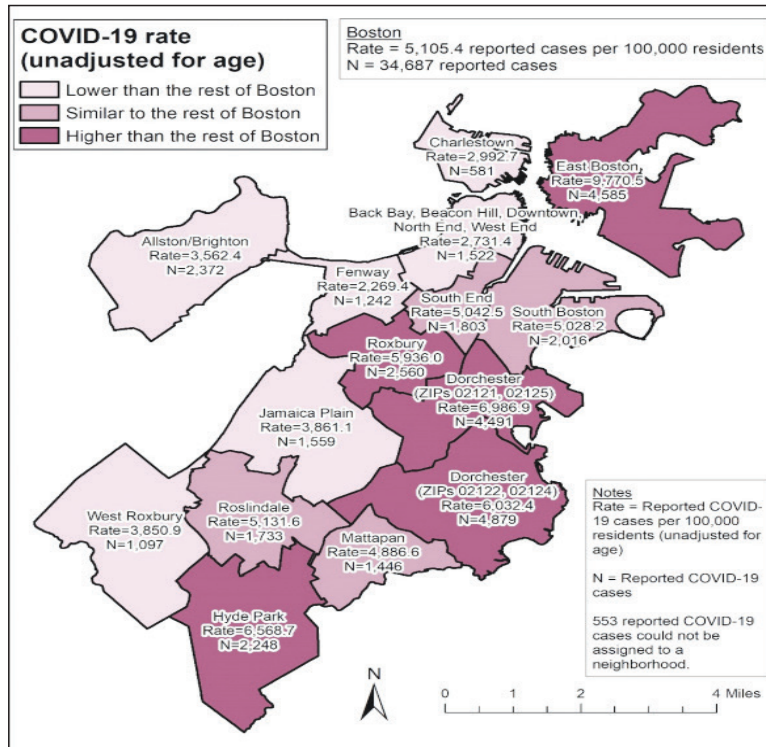 COVID-19 rate
(unadjusted for age)
Lower than the rest of Boston
Similar to the rest of Boston
Higher than the rest of Boston
Boston
Rate = 5,105.4 reported cases per 100,000 residents
N = 34,687 reported cases
Charlestown
Rate=2,992.7
N=581
East Boston
Rate=9,770.5
N=4,585
Back Bay, Beacon Hill, Downtown,
North End, West End
Rate=2,731.4
N=1,522
Allston/Brighton
Rate=3,562.4
N=2,372
Fenway
Rate=2,269.4
N=1,242
South End
Rate=5,042.5
N=1,803
South Boston
Rate=5,028.2
N=2,016
Roxbury
Rate=5,936.0
N=2,560
Dorchester
(ZIPs 02121, 02125)
Rate=6,986.9
N=4,491
Jamaica Plain
Rate=3,861.1
N=1,559
Dorchester
(ZIPs 02122, 02124)
Rate=6,032.4
N=4,879
West Roxbury
Rate=3,850.9
N=1,097
Roslindale
Rate=5,131.6
N=1,733
Mattapan
Rate=4,886.6
N=1,446
Hyde Park
Rate=6,568.7
N=2,248
Notes
Rate = Reported COVID-
19 cases per 100,000
residents (unadjusted for
age)
N = Reported COVID-19
cases
553 reported COVID-19
cases could not be
assigned to a
neighborhood.
N
0 1 2 4 Miles